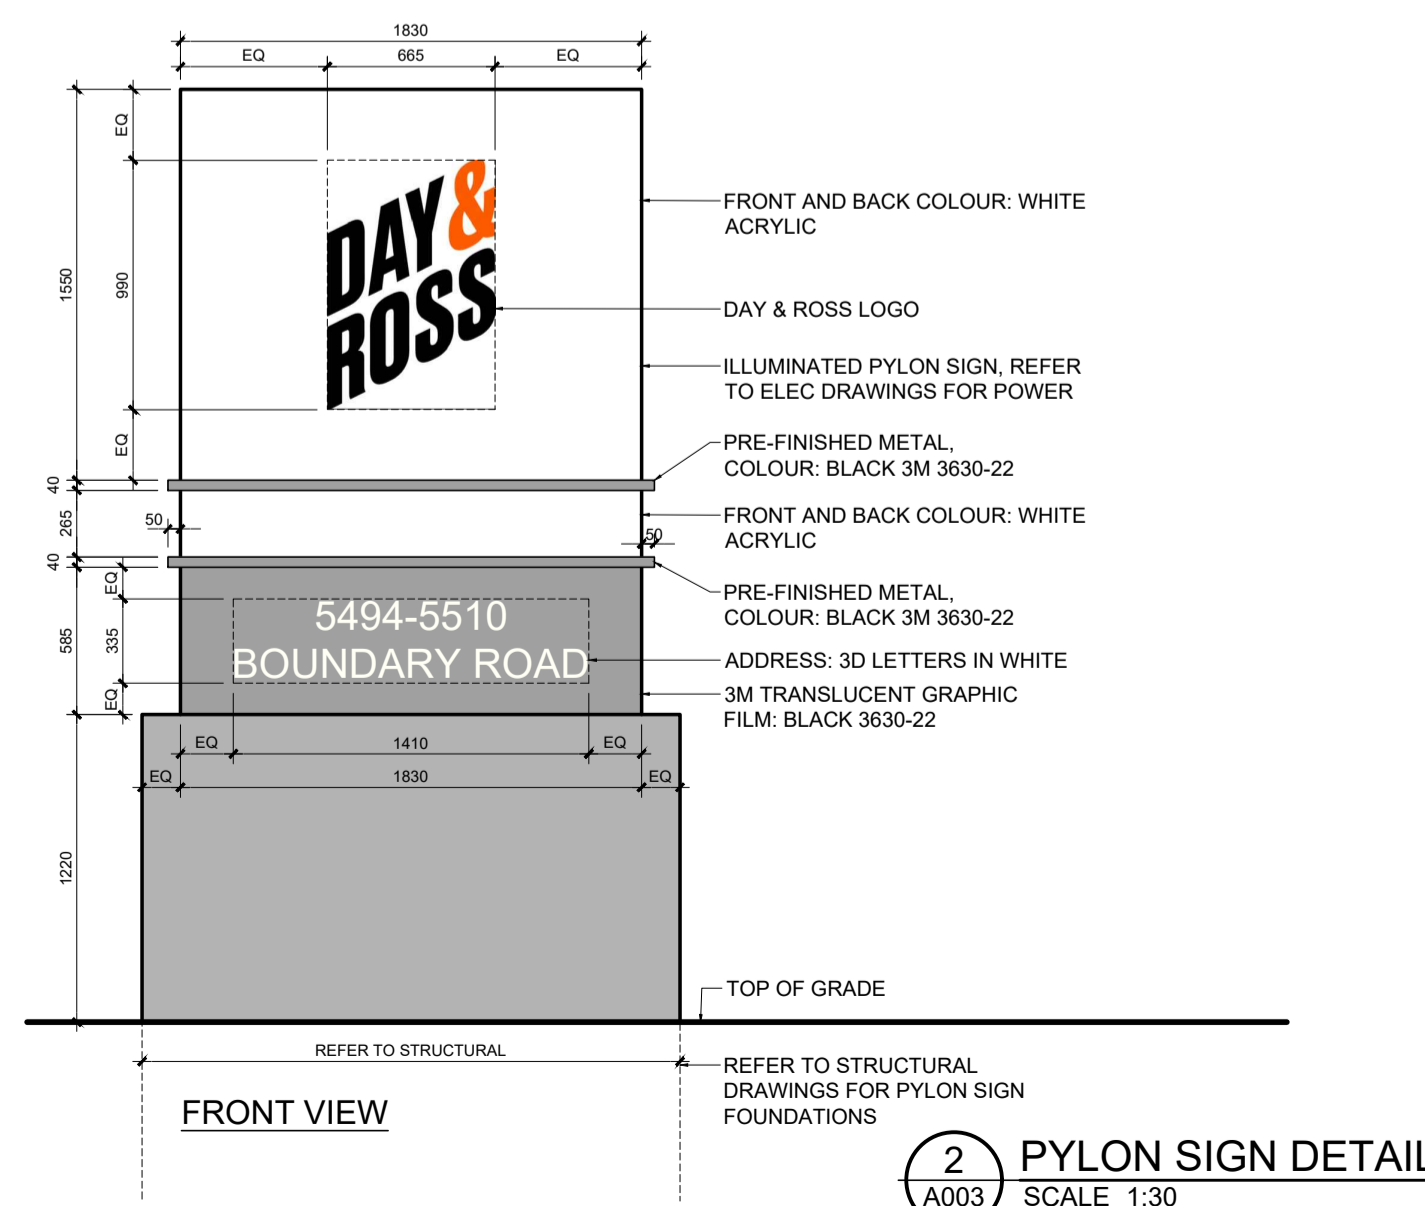 1830
EQ 665 EQ
EQ
990
1550
EQ
DAY &
ROSS
FRONT AND BACK COLOUR: WHITE
ACRYLIC
DAY & ROSS LOGO
ILLUMINATED PYLON SIGN, REFER
TO ELEC DRAWINGS FOR POWER
PRE-FINISHED METAL,
COLOUR: BLACK 3M 3630-22
40
265
50
50
FRONT AND BACK COLOUR: WHITE
ACRYLIC
40
EQ
PRE-FINISHED METAL,
COLOUR: BLACK 3M 3630-22
585
335
EQ
5494-5510
BOUNDARY ROAD
ADDRESS: 3D LETTERS IN WHITE
3M TRANSLUCENT GRAPHIC
FILM: BLACK 3630-22
EQ 1410 EQ
EQ 1830 EQ
1220
TOP OF GRADE
REFER TO STRUCTURAL
REFER TO STRUCTURAL
DRAWINGS FOR PYLON SIGN
FOUNDATIONS
FRONT VIEW
2
A003
PYLON SIGN DETAIL
SCALE 1:30